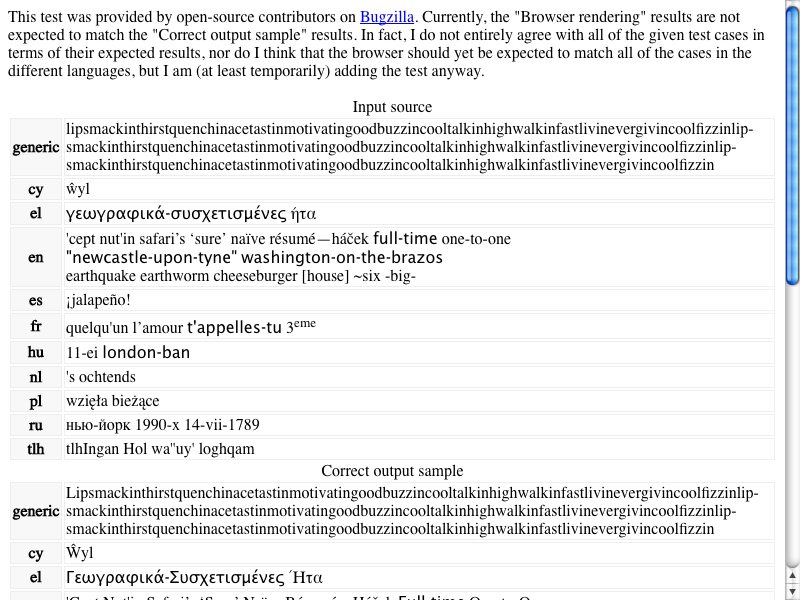 This test was provided by open-source contributors on Bugzilla. Currently, the "Browser rendering" results are not
expected to match the "Correct output sample" results. In fact, I do not entirely agree with all of the given test cases in
terms of their expected results, nor do I think that the browser should yet be expected to match all of the cases in the
different languages, but I am (at least temporarily) adding the test anyway.
Input source
generic lipsmackinthirstquenchinacetastinmotivatingoodbuzzincooltalkinhighwalkinfastlivinevergivincoolfizzinlip-
smackinthirstquenchinacetastinmotivatingoodbuzzincooltalkinhighwalkinfastlivinevergivincoolfizzinlip-
smackinthirstquenchinacetastinmotivatingoodbuzzincooltalkinhighwalkinfastlivinevergivincoolfizzin
cy ŵyl
el γεωγραφικά-συσχετισμένες ήτα
en 'cept nut'in safari’s ‘sure’ naïve résumé—háček full-time one-to-one
"newcastle-upon-tyne" washington-on-the-brazos
earthquake earthworm cheeseburger [house] ~six -big-
es ¡jalapeño!
fr quelqu'un l’amour t'appelles-tu 3eme
hu 11-ei london-ban
nl 's ochtends
pl wzięła bieżące
ru нью-йорк 1990-х 14-vii-1789
tlh tlhIngan Hol wa''uy' loghqam
Correct output sample
generic Lipsmackinthirstquenchinacetastinmotivatingoodbuzzincooltalkinhighwalkinfastlivinevergivincoolfizzinlip-
smackinthirstquenchinacetastinmotivatingoodbuzzincooltalkinhighwalkinfastlivinevergivincoolfizzinlip-
smackinthirstquenchinacetastinmotivatingoodbuzzincooltalkinhighwalkinfastlivinevergivincoolfizzin
cy Ŵyl
el Γεωγραφικά-Συσχετισμένες Ήτα